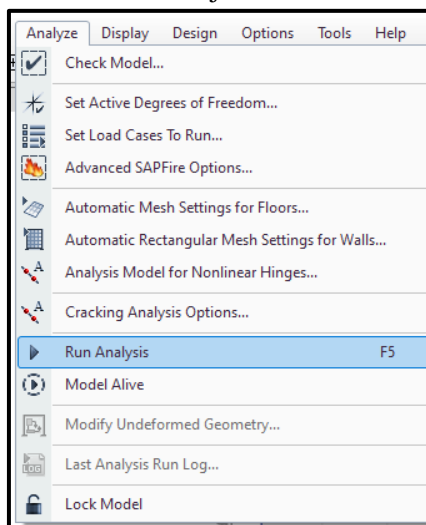 Analyze Display Design Options Tools Help
Check Model...
Set Active Degrees of Freedom...
Set Load Cases To Run...
Advanced SAPFire Options...
Automatic Mesh Settings for Floors...
Automatic Rectangular Mesh Settings for Walls...
A
Analysis Model for Nonlinear Hinges...
A
Cracking Analysis Options...
Run Analysis F5
Model Alive
Modify Undeformed Geometry...
LOG
Last Analysis Run Log...
Lock Model